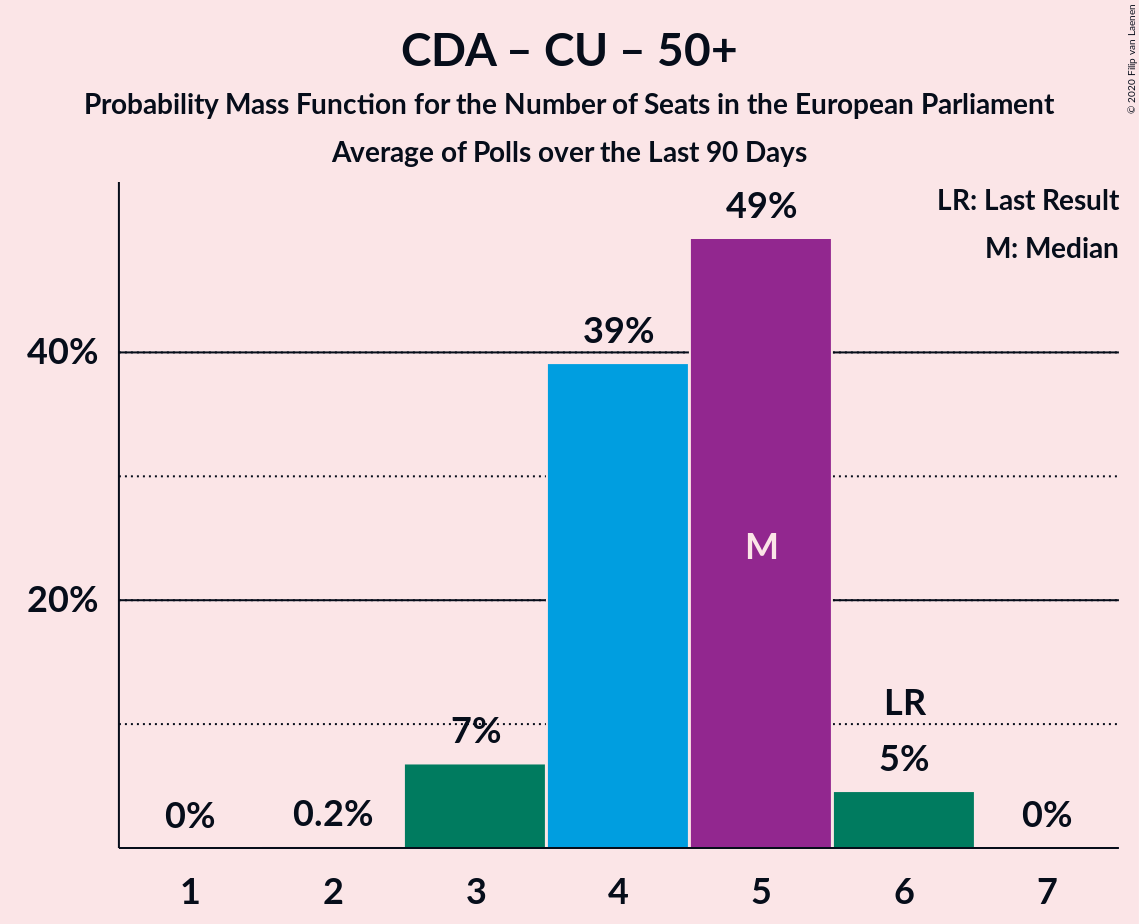 CDA – CU – 50+
Probability Mass Function for the Number of Seats in the European Parliament
Average of Polls over the Last 90 Days
© 2020 Filip van Laenen
LR: Last Result
M: Median
49%
39%
40%
M
20%
LR
7%
5%
0%
0.2%
0%
1 2 3 4 5 6 7